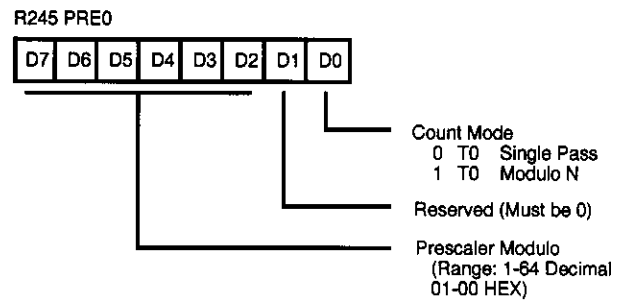 R245 PRE0
D7 D6 D5 D4 D3 D2 D1 D0
Count Mode
0 T0 Single Pass
1 T0 Modulo N
Reserved (Must be 0)
Prescaler Modulo
(Range: 1-64 Decimal
01-00 HEX)